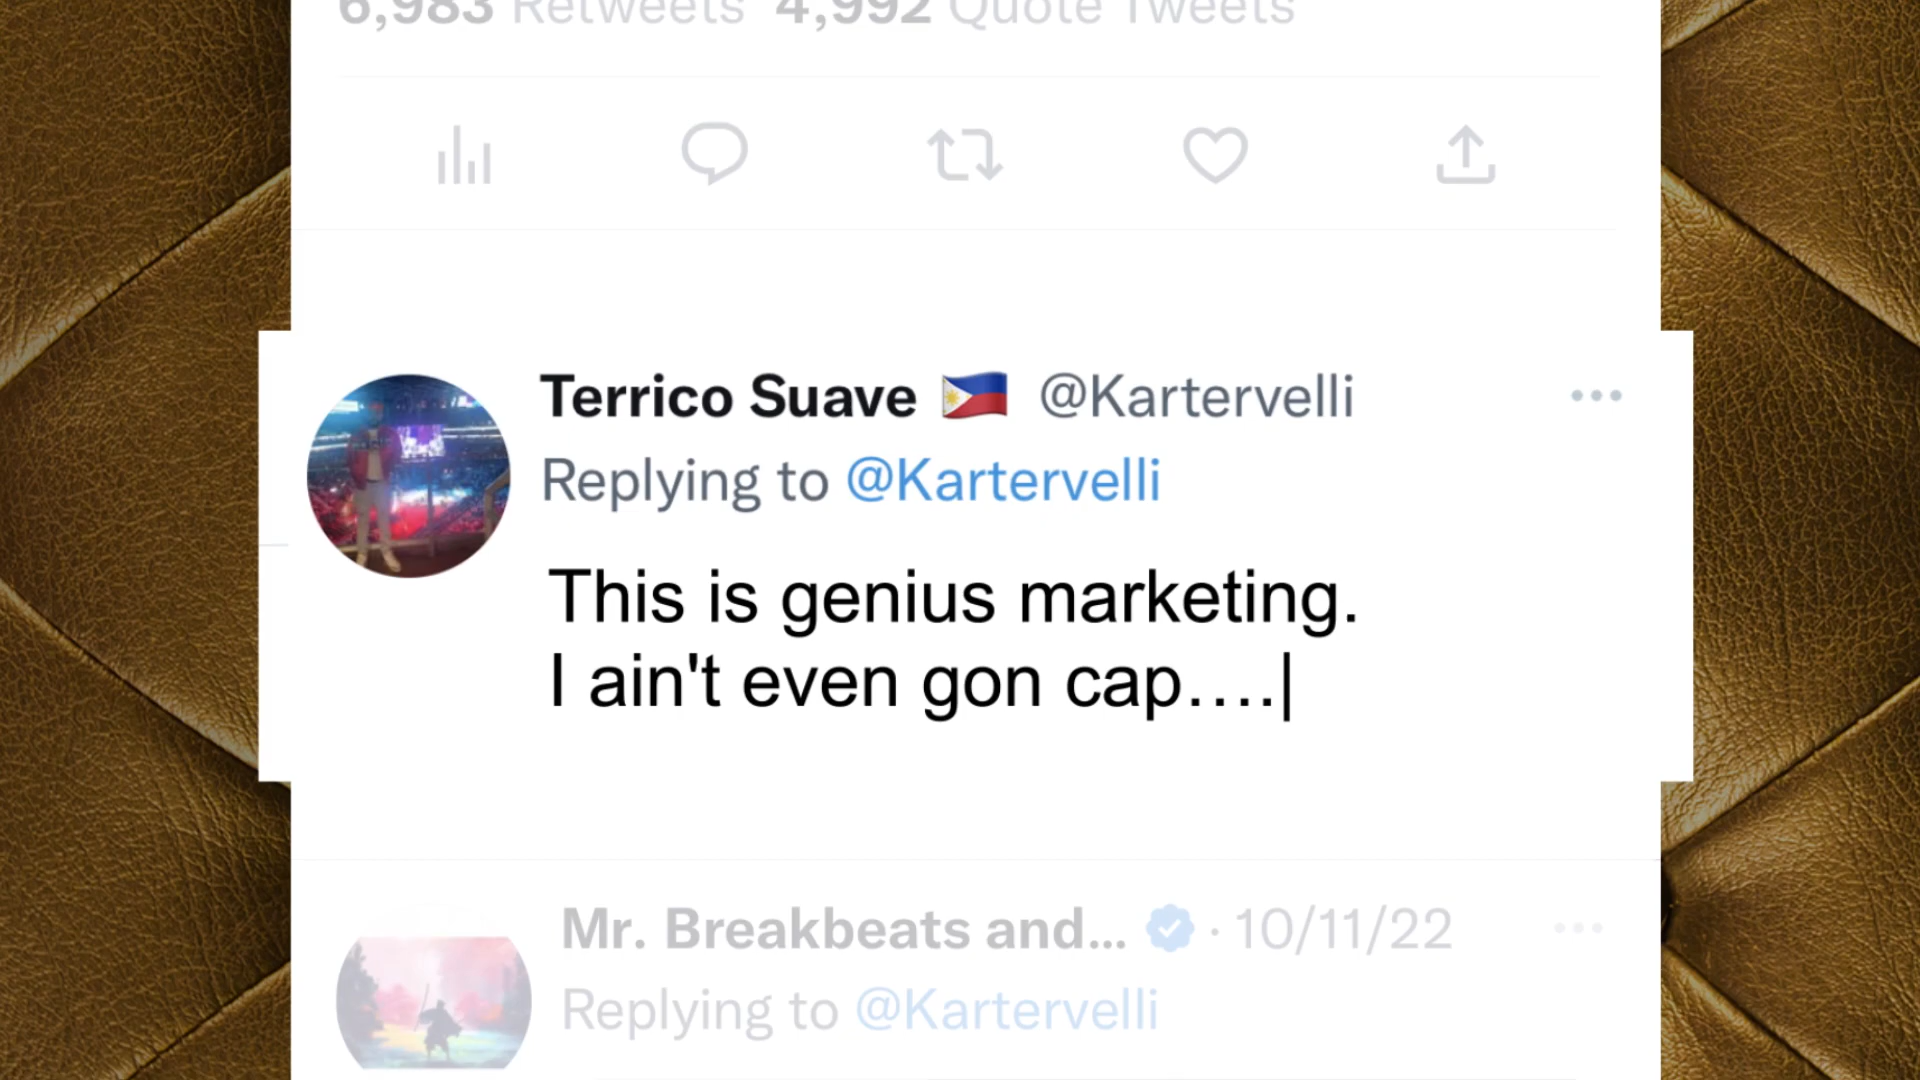 6,983 Retweets 4,992 Quote Tweets
Terrico Suave 🇵🇭 @Kartervelli
Replying to @Kartervelli
This is genius marketing.
I ain't even gon cap….|
Mr. Breakbeats and... · 10/11/22
Replying to @Kartervelli